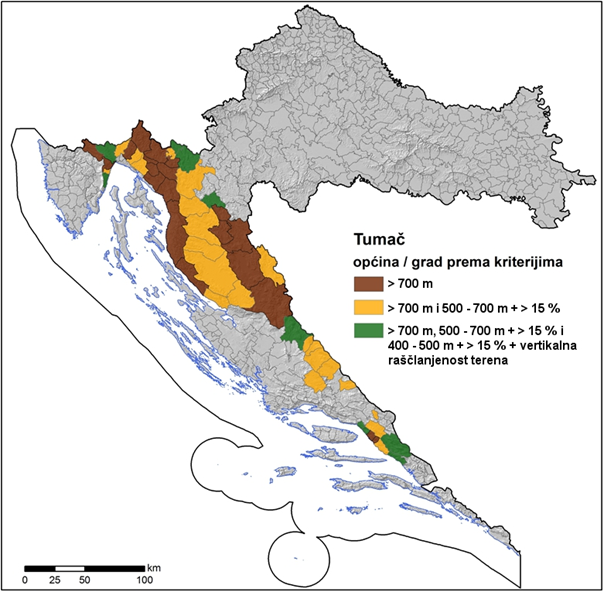 Tumač
općina / grad prema kriterijima
> 700 m
> 700 m i 500 - 700 m + > 15 %
> 700 m, 500 - 700 m + > 15 % i
400 - 500 m + > 15 % + vertikalna
raščlanjenost terena
km
0 25 50 100